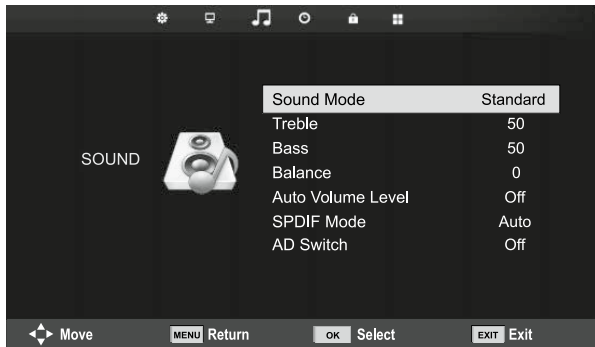 Sound Mode Standard
Treble 50
Bass 50
SOUND
Balance 0
Auto Volume Level Off
SPDIF Mode Auto
AD Switch Off
Move MENU Return OK Select EXIT Exit